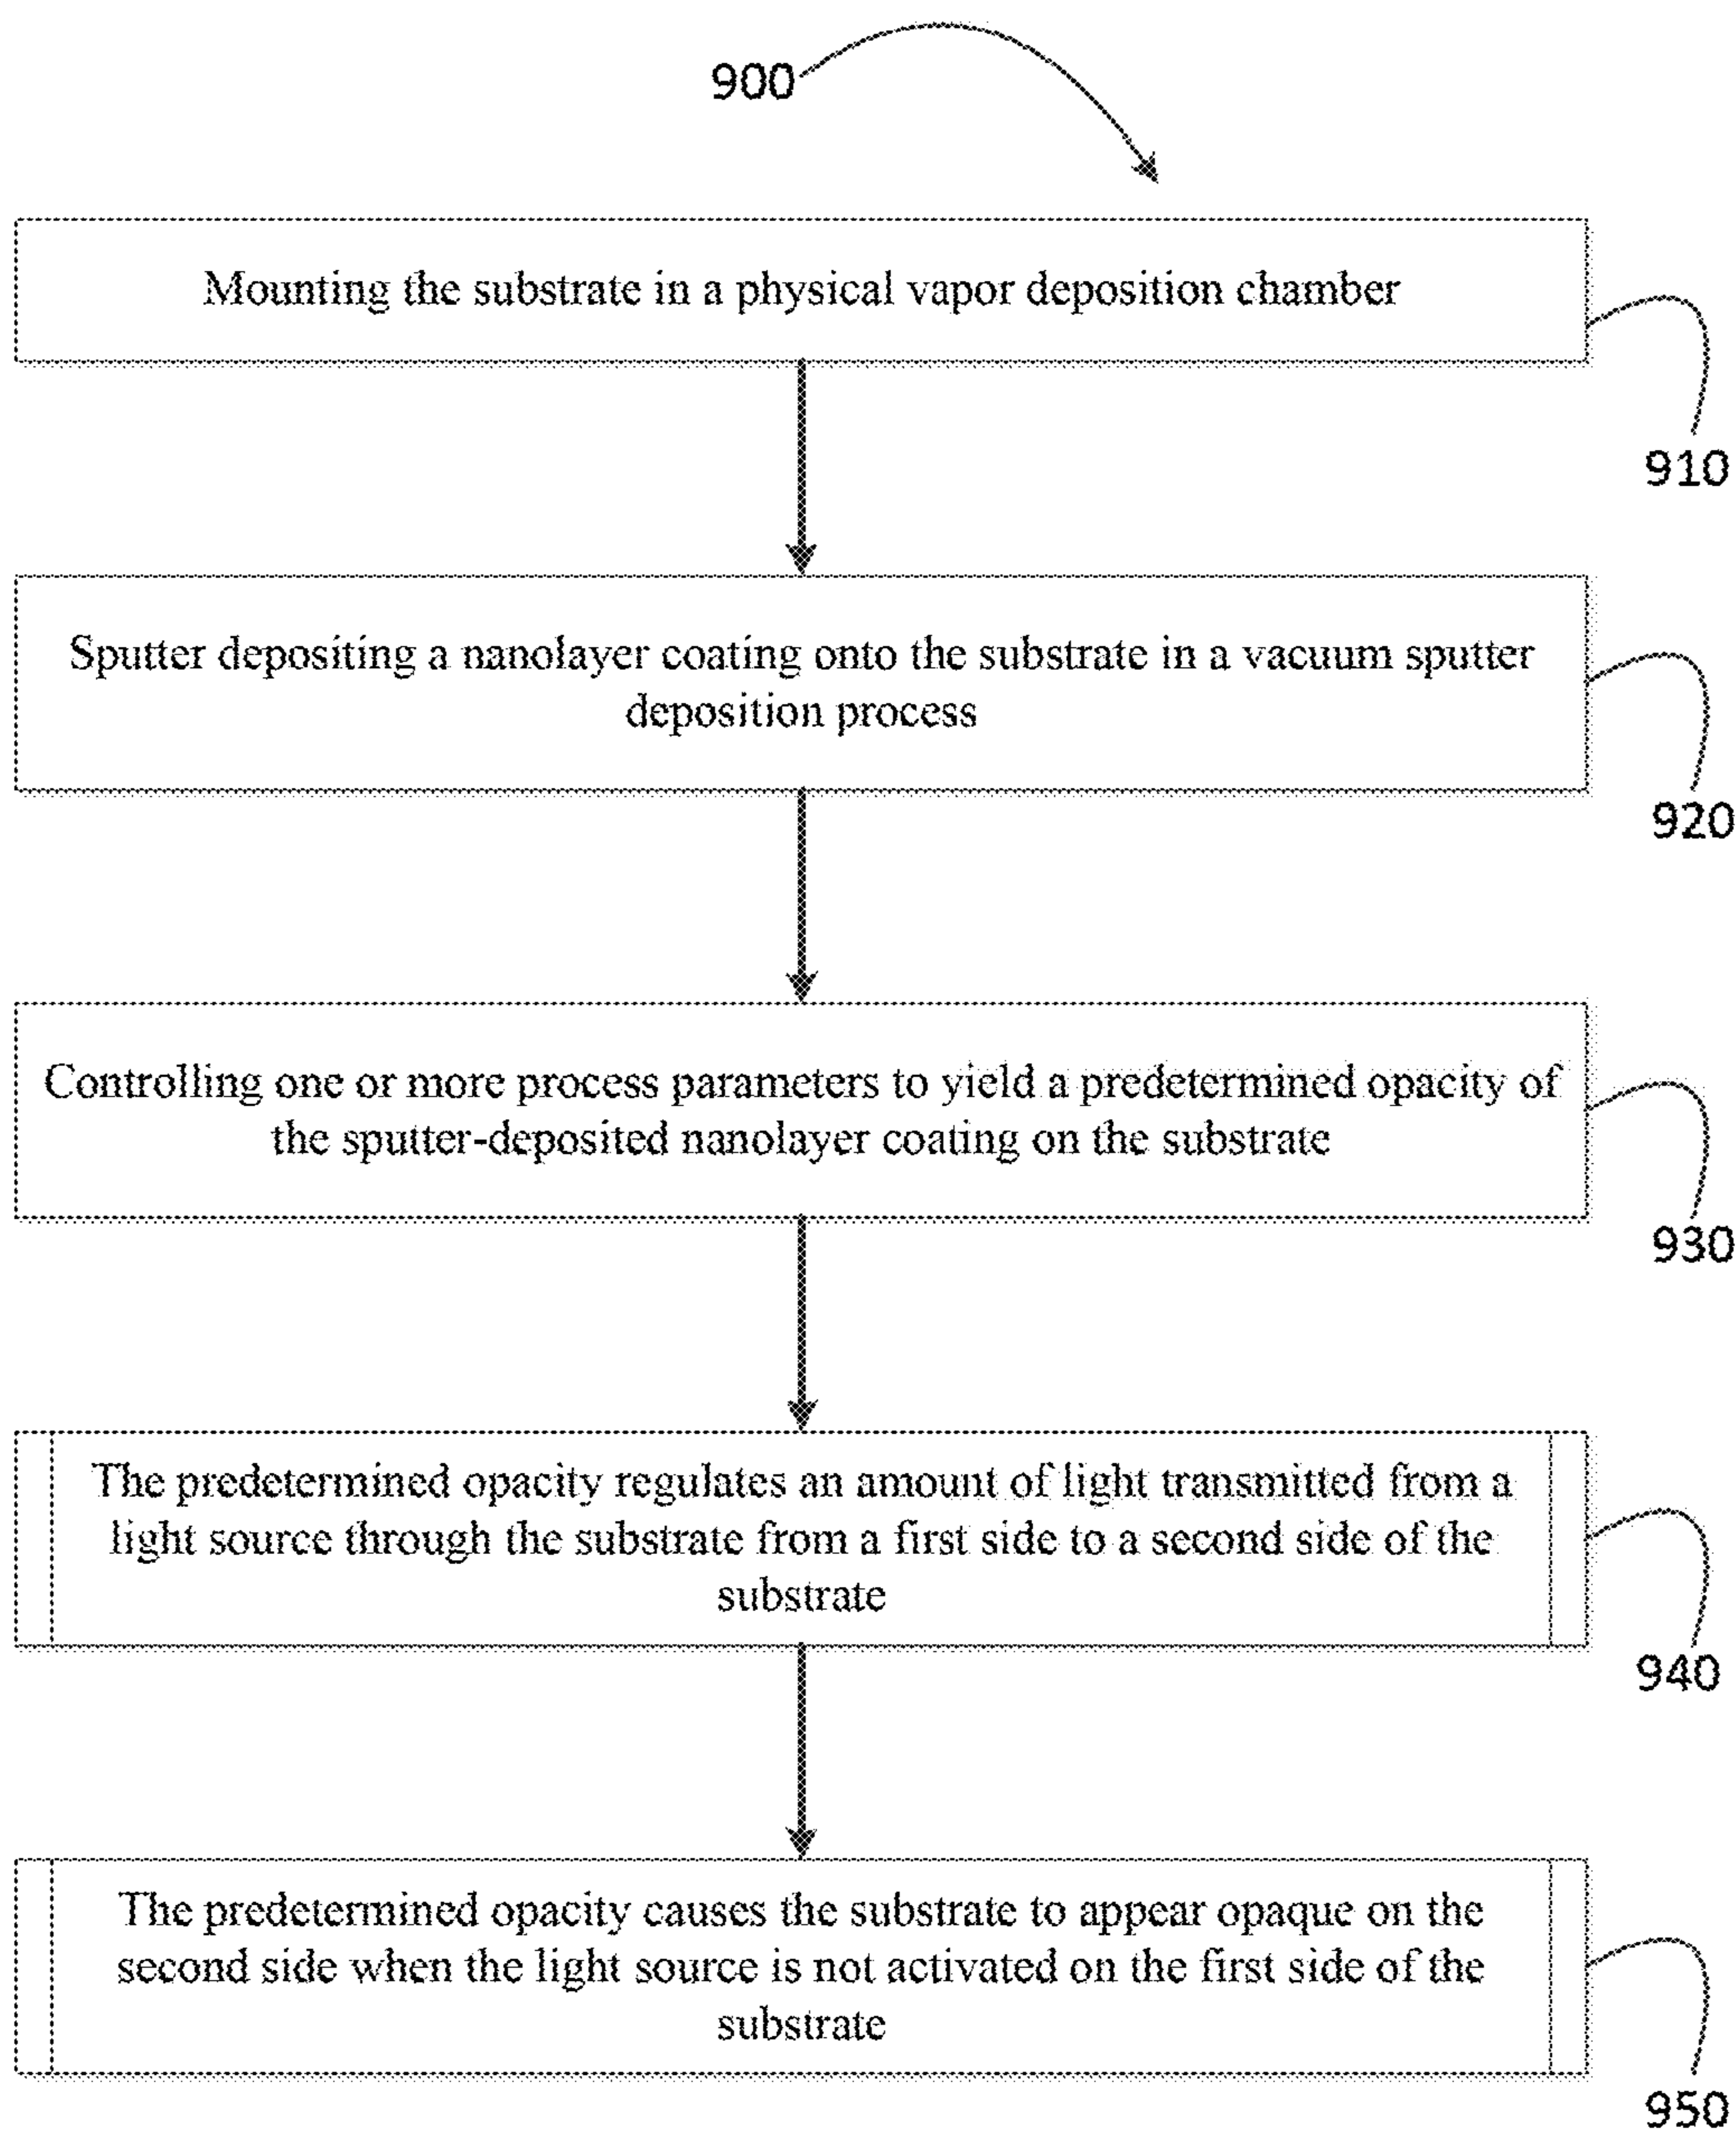 900
Mounting the substrate in a physical vapor deposition chamber
910
Sputter depositing a nanolayer coating onto the substrate in a vacuum sputter
deposition process
920
Controlling one or more process parameters to yield a predetermined opacity of
the sputter-deposited nanolayer coating on the substrate
930
The predetermined opacity regulates an amount of light transmitted from a
light source through the substrate from a first side to a second side of the
substrate
940
The predetermined opacity causes the substrate to appear opaque on the
second side when the light source is not activated on the first side of the
substrate
950